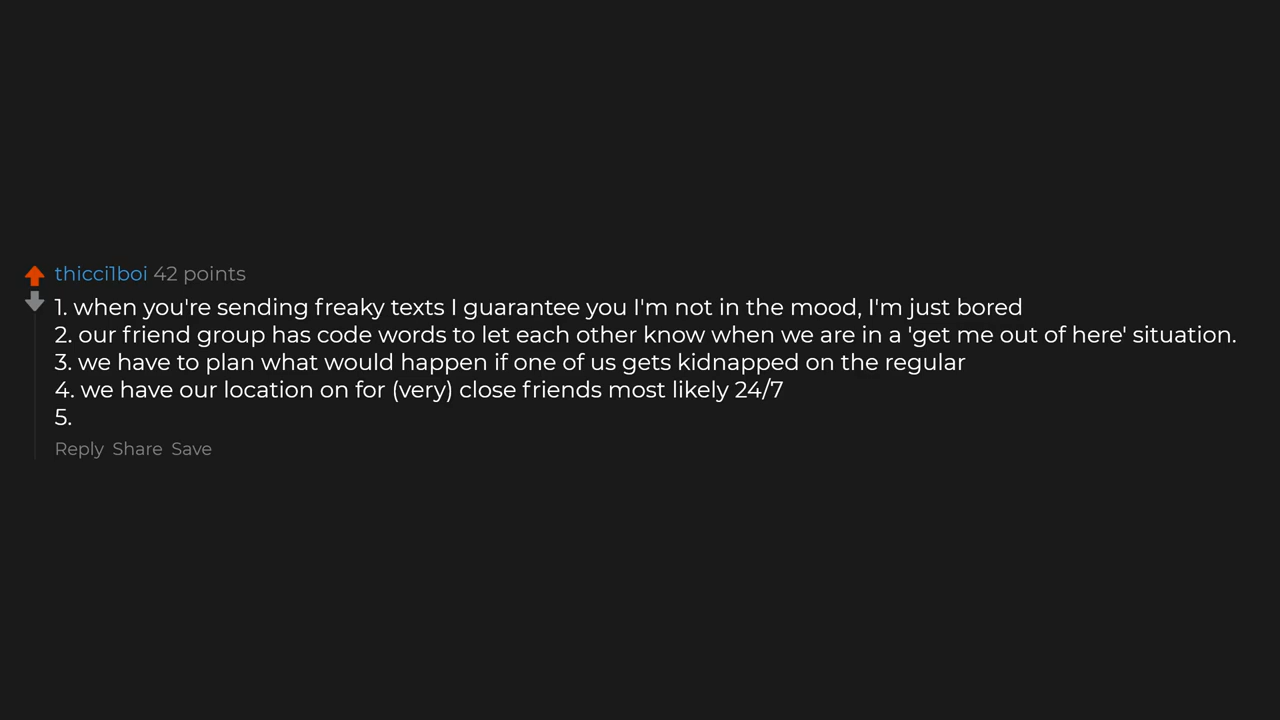 thicci1boi 42 points
1. when you're sending freaky texts I guarantee you I'm not in the mood, I'm just bored
2. our friend group has code words to let each other know when we are in a 'get me out of here' situation.
3. we have to plan what would happen if one of us gets kidnapped on the regular
4. we have our location on for (very) close friends most likely 24/7
5.
Reply Share Save